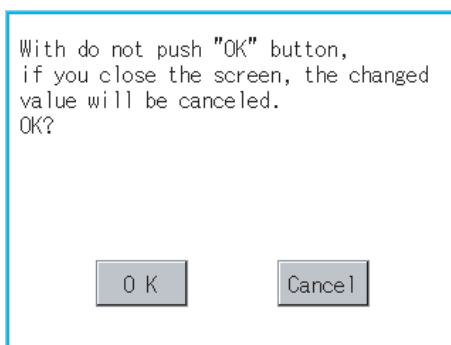 With do not push "OK" button,
if you close the screen, the changed
value will be canceled.
OK?
O K
Cancel